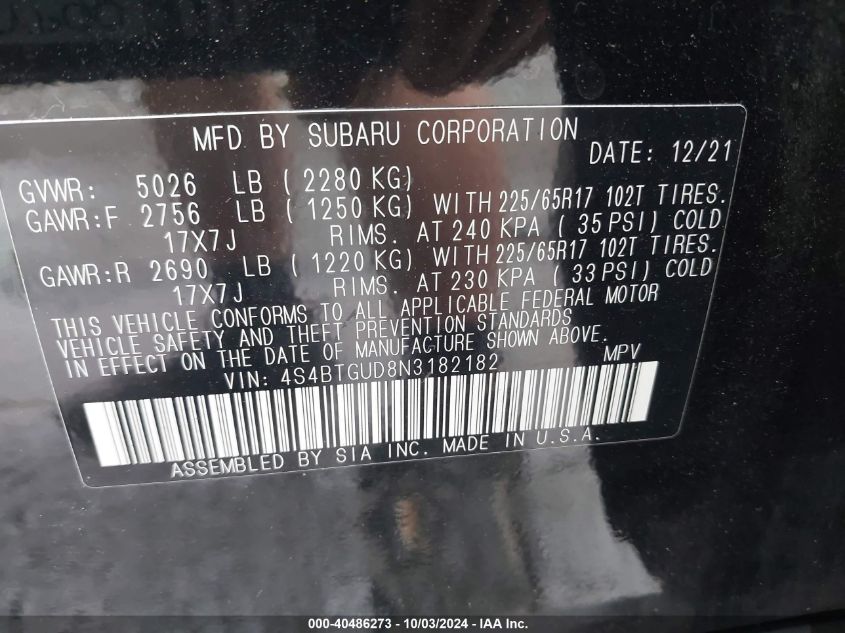 MFD BY SUBARU CORPORATION
DATE: 12/21
GVWR: 5026 LB ( 2280 KG)
GAWR:F 2756 LB ( 1250 KG) WITH 225/65R17 102T TIRES.
17X7J RIMS. AT 240 KPA ( 35 PSI) COLD
GAWR:R 2690 LB ( 1220 KG) WITH 225/65R17 102T TIRES.
17X7J RIMS. AT 230 KPA ( 33 PSI) COLD
THIS VEHICLE CONFORMS TO ALL APPLICABLE FEDERAL MOTOR
VEHICLE SAFETY AND THEFT PREVENTION STANDARDS
IN EFFECT ON THE DATE OF MANUFACTURE SHOWN ABOVE.
VIN: 4S4BTGUD8N3182182 MPV
ASSEMBLED BY SIA INC. MADE IN U.S.A.
000-40486273 - 10/03/2024 - IAA Inc.